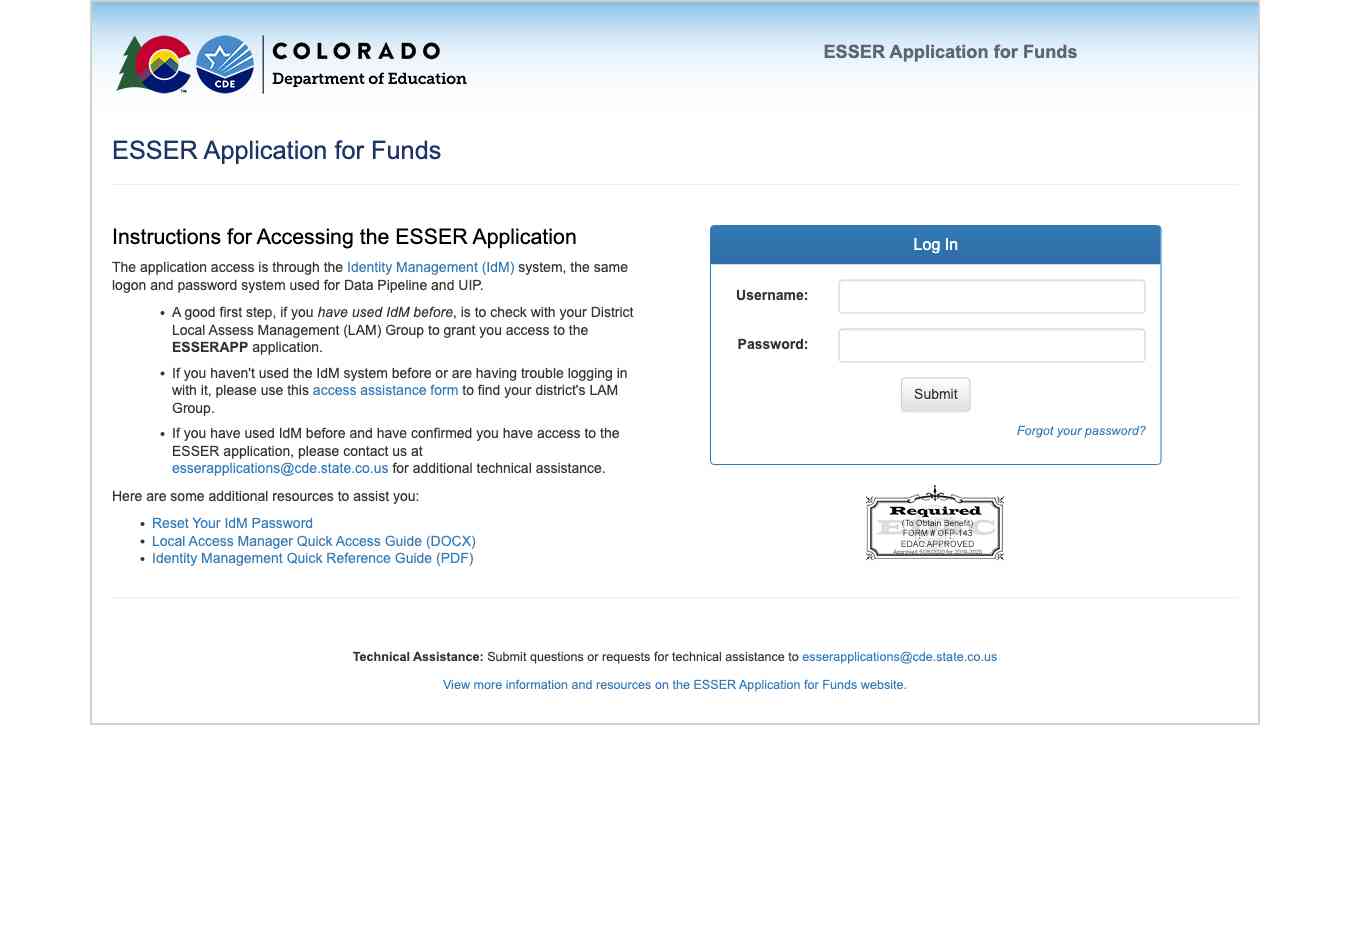 COLORADO
Department of Education
CDE
ESSER Application for Funds
ESSER Application for Funds
Instructions for Accessing the ESSER Application
The application access is through the Identity Management (IdM) system, the same
logon and password system used for Data Pipeline and UIP.
• A good first step, if you have used IdM before, is to check with your District
Local Assess Management (LAM) Group to grant you access to the
ESSERAPP application.
• If you haven't used the IdM system before or are having trouble logging in
with it, please use this access assistance form to find your district's LAM
Group.
• If you have used IdM before and have confirmed you have access to the
ESSER application, please contact us at
esserapplications@cde.state.co.us for additional technical assistance.
Here are some additional resources to assist you:
• Reset Your IdM Password
• Local Access Manager Quick Access Guide (DOCX)
• Identity Management Quick Reference Guide (PDF)
Log In
Username:
Password:
Submit
Forgot your password?
Required
(To Obtain Benefit)
FORM # OFP-143
EDAC APPROVED
Technical Assistance: Submit questions or requests for technical assistance to esserapplications@cde.state.co.us
View more information and resources on the ESSER Application for Funds website.